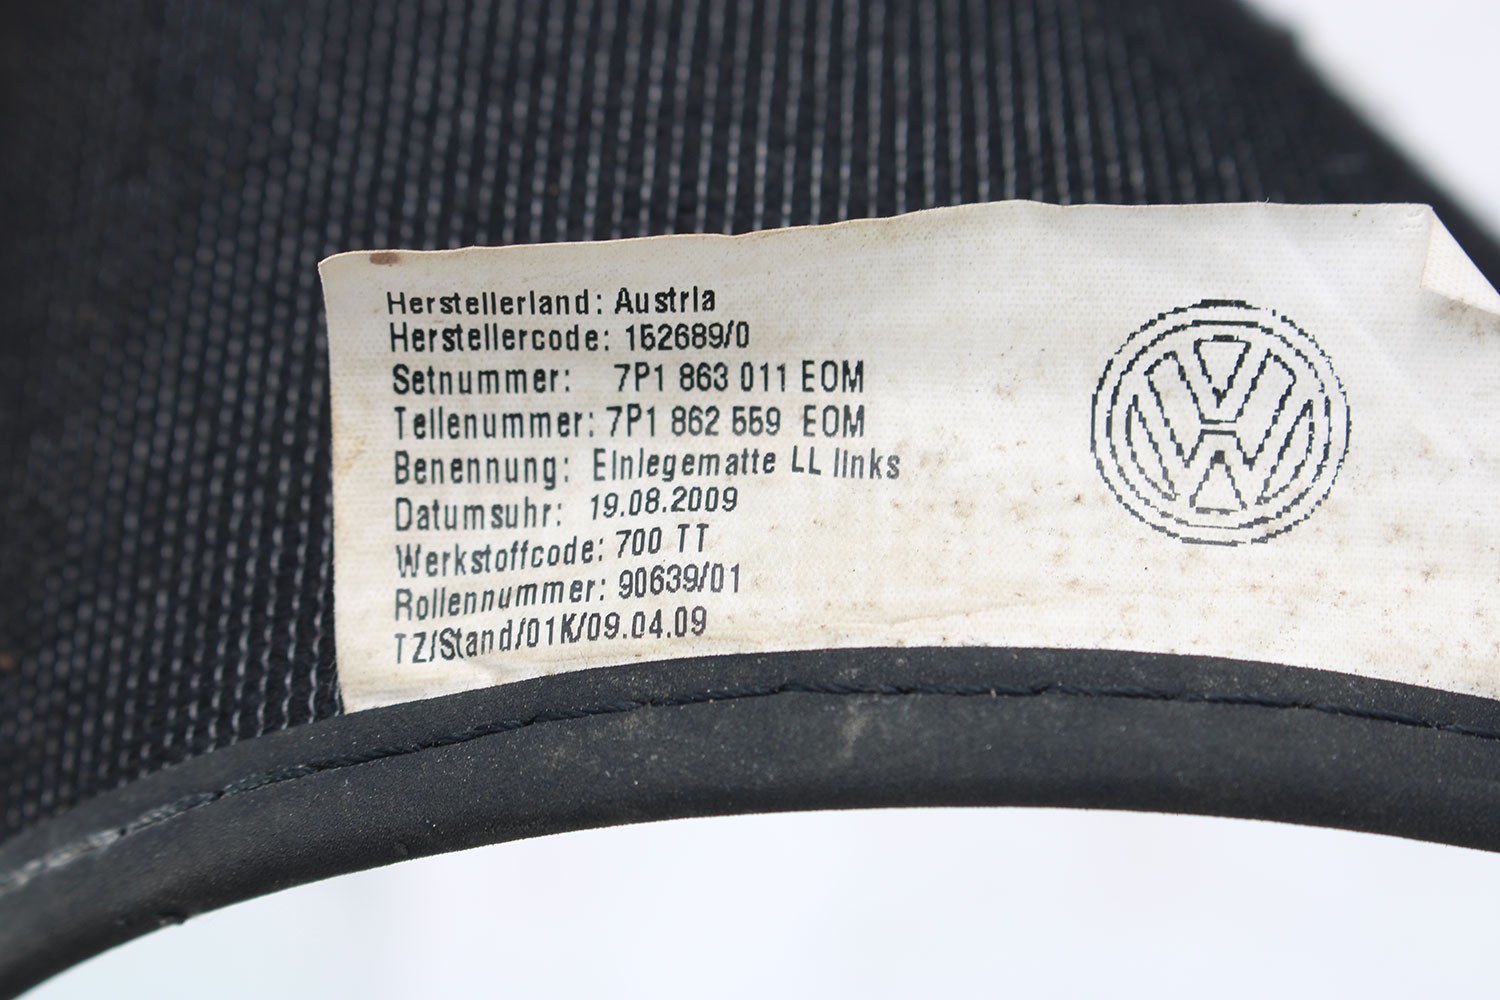 Herstellerland: Austria
Herstellercode: 152689/0
Setnummer: 7P1 863 011 EOM
Teilenummer: 7P1 862 559 EOM
Benennung: Einlegematte LL links
Datumsuhr: 19.08.2009
Werkstoffcode: 700 TT
Rollennummer: 90639/01
TZ/Stand/01K/09.04.09